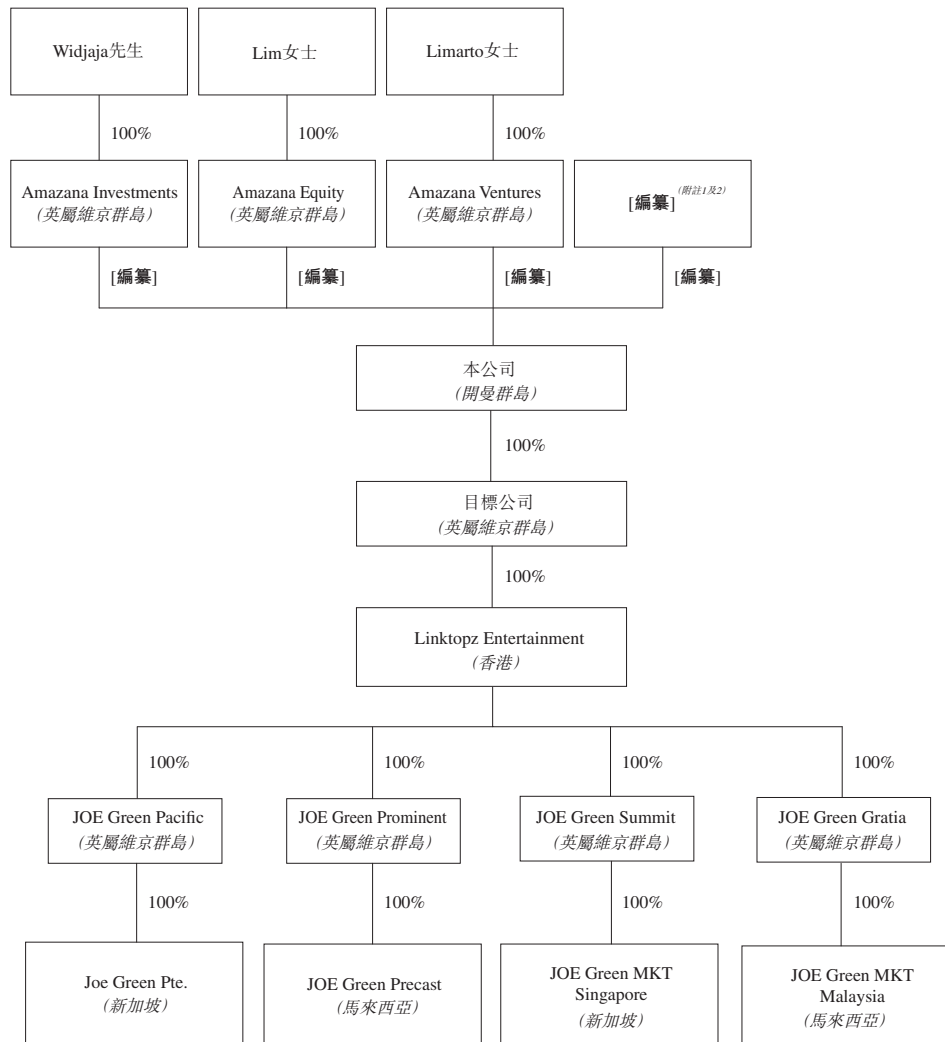 Widjaja先生
Lim女士
Limarto女士
100%
100%
100%
Amazana Investments
(英屬維京群島)
Amazana Equity
(英屬維京群島)
Amazana Ventures
(英屬維京群島)
[編纂](附註1及2)
[編纂]
[編纂]
[編纂]
[編纂]
本公司
(開曼群島)
100%
目標公司
(英屬維京群島)
100%
Linktopz Entertainment
(香港)
100%
100%
100%
100%
JOE Green Pacific
(英屬維京群島)
JOE Green Prominent
(英屬維京群島)
JOE Green Summit
(英屬維京群島)
JOE Green Gratia
(英屬維京群島)
100%
100%
100%
100%
Joe Green Pte.
(新加坡)
JOE Green Precast
(馬來西亞)
JOE Green MKT
Singapore
(新加坡)
JOE Green MKT
Malaysia
(馬來西亞)